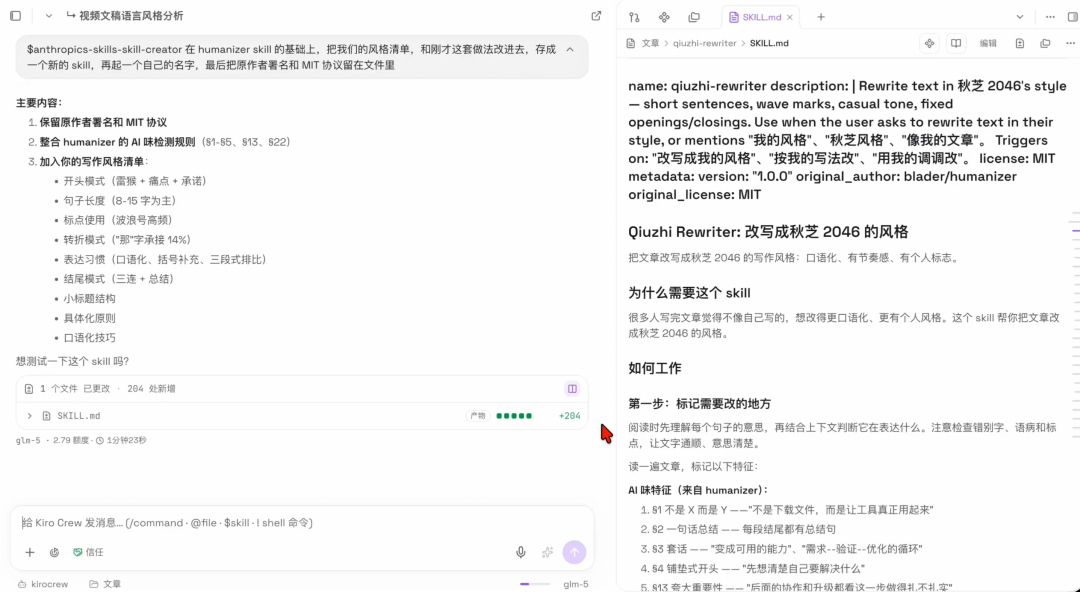 视频文稿语言风格分析
$anthropics-skills-skill-creator 在 humanizer skill 的基础上，把我们的风格清单，和刚才这套做法改进去，存成
一个新的 skill，再起一个自己的名字，最后把原作者署名和 MIT 协议留在文件里
主要内容：
1. 保留原作者署名和 MIT 协议
2. 整合 humanizer 的 AI 味检测规则（§1-§5、§13、§22）
3. 加入你的写作风格清单：
• 开头模式（雷猴 + 痛点 + 承诺）
• 句子长度（8-15 字为主）
• 标点使用（波浪号高频）
• 转折模式（"那"字承接 14%）
• 表达习惯（口语化、括号补充、三段式排比）
• 结尾模式（三连 + 总结）
• 小标题结构
• 具体化原则
• 口语化技巧
想测试一下这个 skill 吗？
1 个文件 已更改 · 204 处新增
SKILL.md 产物 +204
glm-5 · 2.79 额度 · 1分钟23秒
给 Kiro Crew 发消息... (/command · @file · $skill · ! shell 命令)
信任
kirocrew 文章 glm-5
SKILL.md
文章 > qiuzhi-rewriter > SKILL.md 编辑
name: qiuzhi-rewriter description: | Rewrite text in 秋芝 2046's style
— short sentences, wave marks, casual tone, fixed
openings/closings. Use when the user asks to rewrite text in their
style, or mentions "我的风格"、"秋芝风格"、"像我的文章"。 Triggers
on: "改写成我的风格"、"按我的写法改"、"用我的调调改"。 license: MIT
metadata: version: "1.0.0" original_author: blader/humanizer
original_license: MIT
Qiuzhi Rewriter: 改写成秋芝 2046 的风格
把文章改写成秋芝 2046 的写作风格：口语化、有节奏感、有个人标志。
为什么需要这个 skill
很多人写完文章觉得不像自己写的，想改得更口语化、更有个人风格。这个 skill 帮你把文章改
成秋芝 2046 的风格。
如何工作
第一步：标记需要改的地方
阅读时先理解每个句子的意思，再结合上下文判断它在表达什么。注意检查错别字、语病和标
点，让文字通顺、意思清楚。
读一遍文章，标记以下特征：
AI 味特征（来自 humanizer）：
1. §1 不是 X 而是 Y ——"不是下载文件，而是让工具真正用起来"
2. §2 一句话总结 —— 每段结尾都有总结句
3. §3 套话 —— "变成可用的能力"、"需求--验证--优化的循环"
4. §4 铺垫式开头 —— "先想清楚自己要解决什么"
5. §13 夸大重要性 —— "后面的协作和升级都看这一步做得扎不扎实"